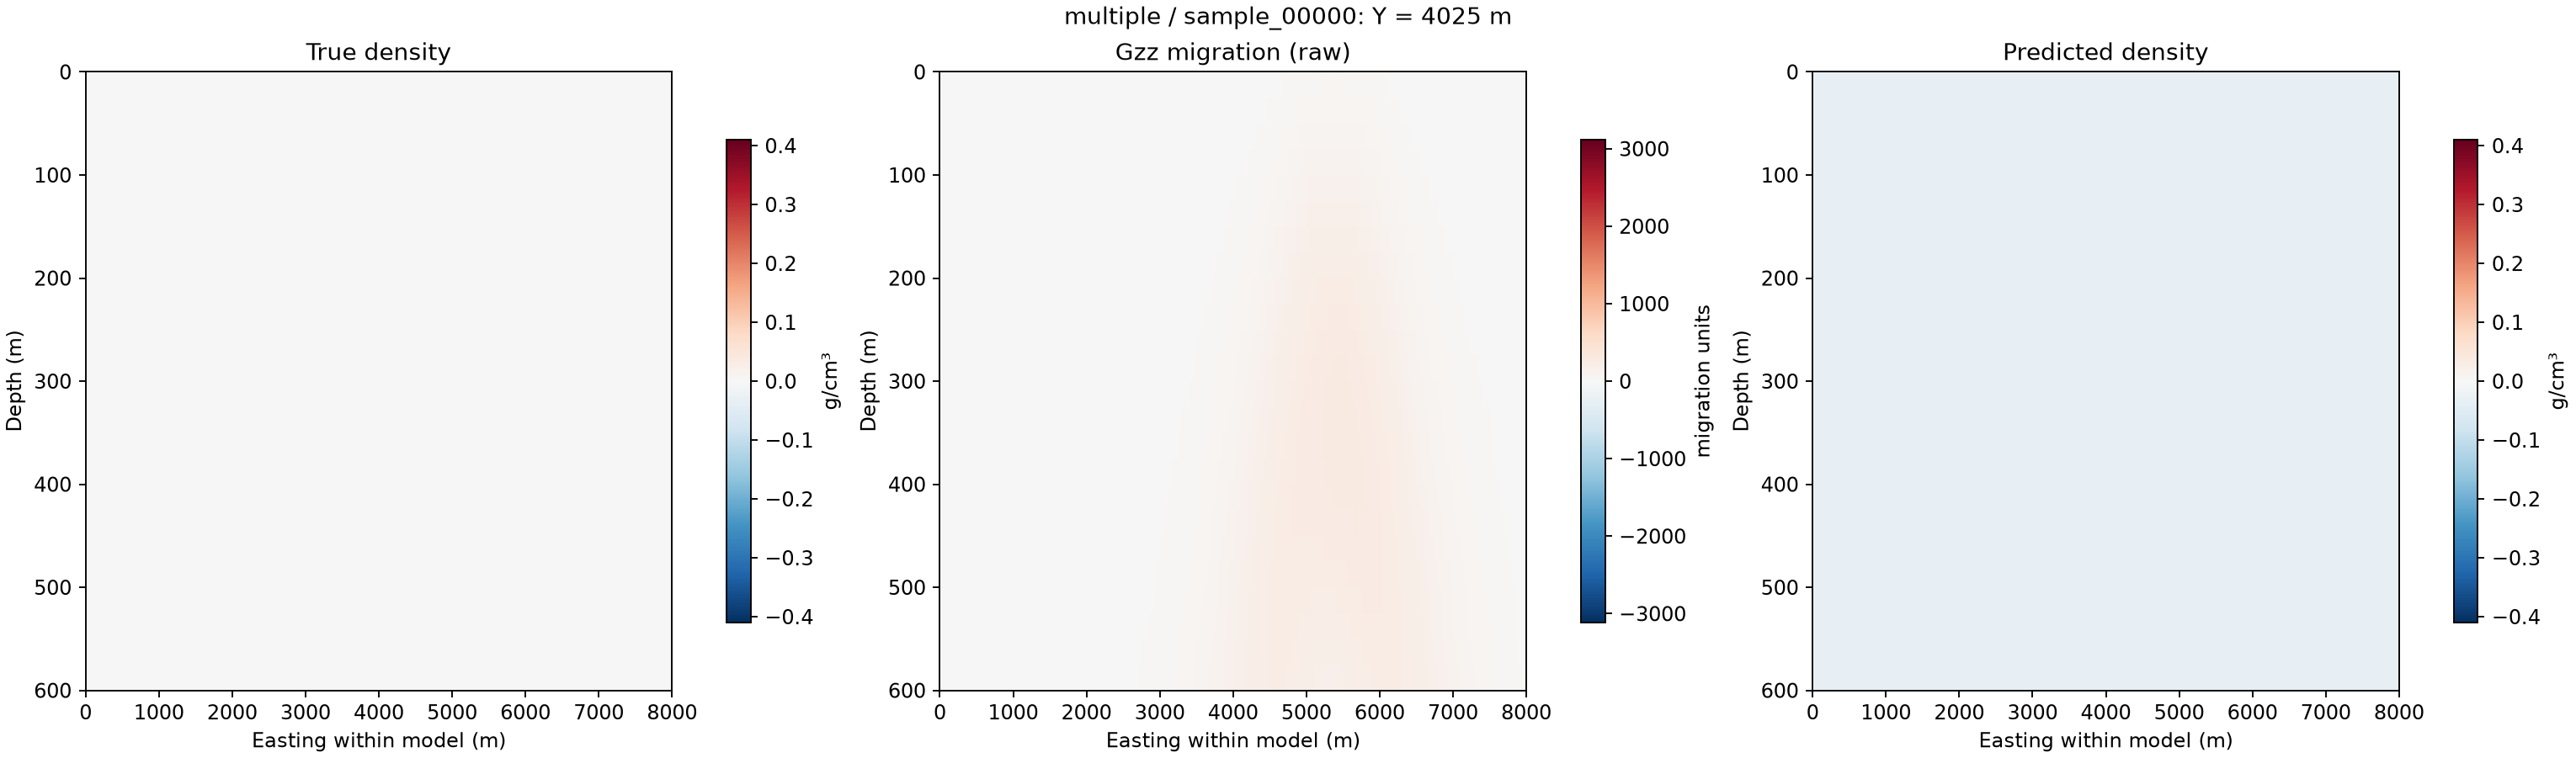 multiple / sample_00000: Y = 4025 m
True density
0
100
200
300
400
500
600
Depth (m)
0 1000 2000 3000 4000 5000 6000 7000 8000
Easting within model (m)
0.4
0.3
0.2
0.1
0.0
−0.1
−0.2
−0.3
−0.4
g/cm³
Gzz migration (raw)
0
100
200
300
400
500
600
Depth (m)
0 1000 2000 3000 4000 5000 6000 7000 8000
Easting within model (m)
3000
2000
1000
0
−1000
−2000
−3000
migration units
Predicted density
0
100
200
300
400
500
600
Depth (m)
0 1000 2000 3000 4000 5000 6000 7000 8000
Easting within model (m)
0.4
0.3
0.2
0.1
0.0
−0.1
−0.2
−0.3
−0.4
g/cm³